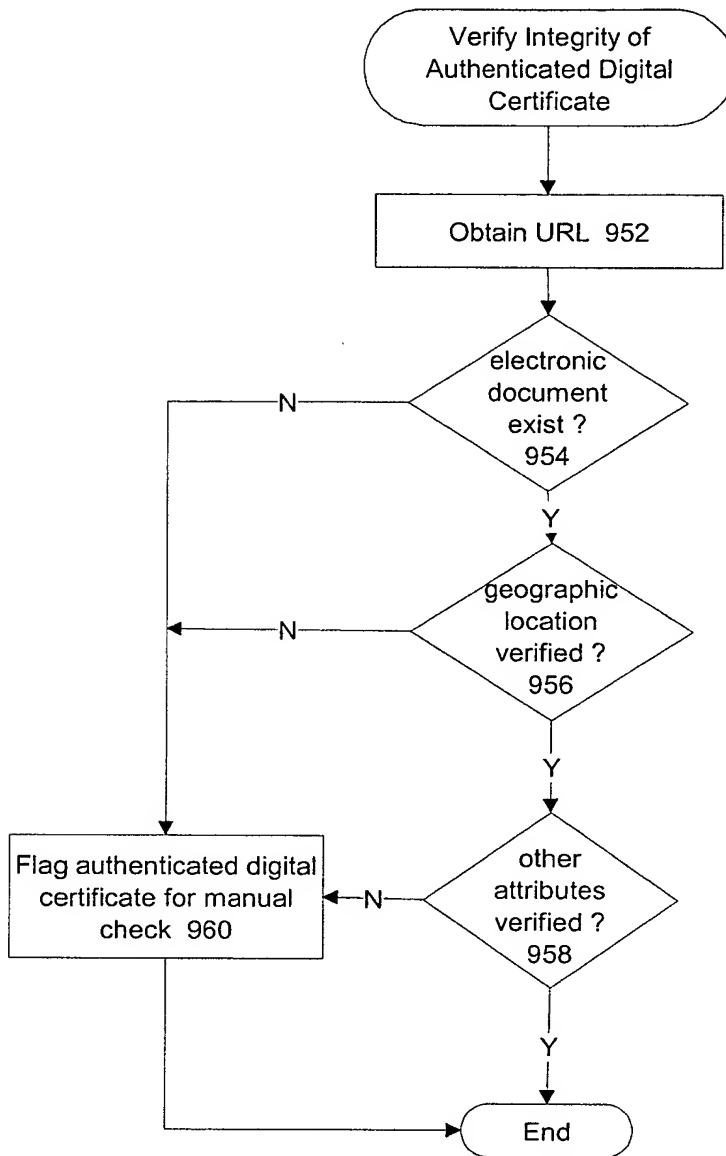 Verify Integrity of
Authenticated Digital
Certificate
Obtain URL 952
electronic
document
exist ?
954
N
Y
geographic
location
verified ?
956
N
Y
other
attributes
verified ?
958
N
Flag authenticated digital
certificate for manual
check 960
Y
End